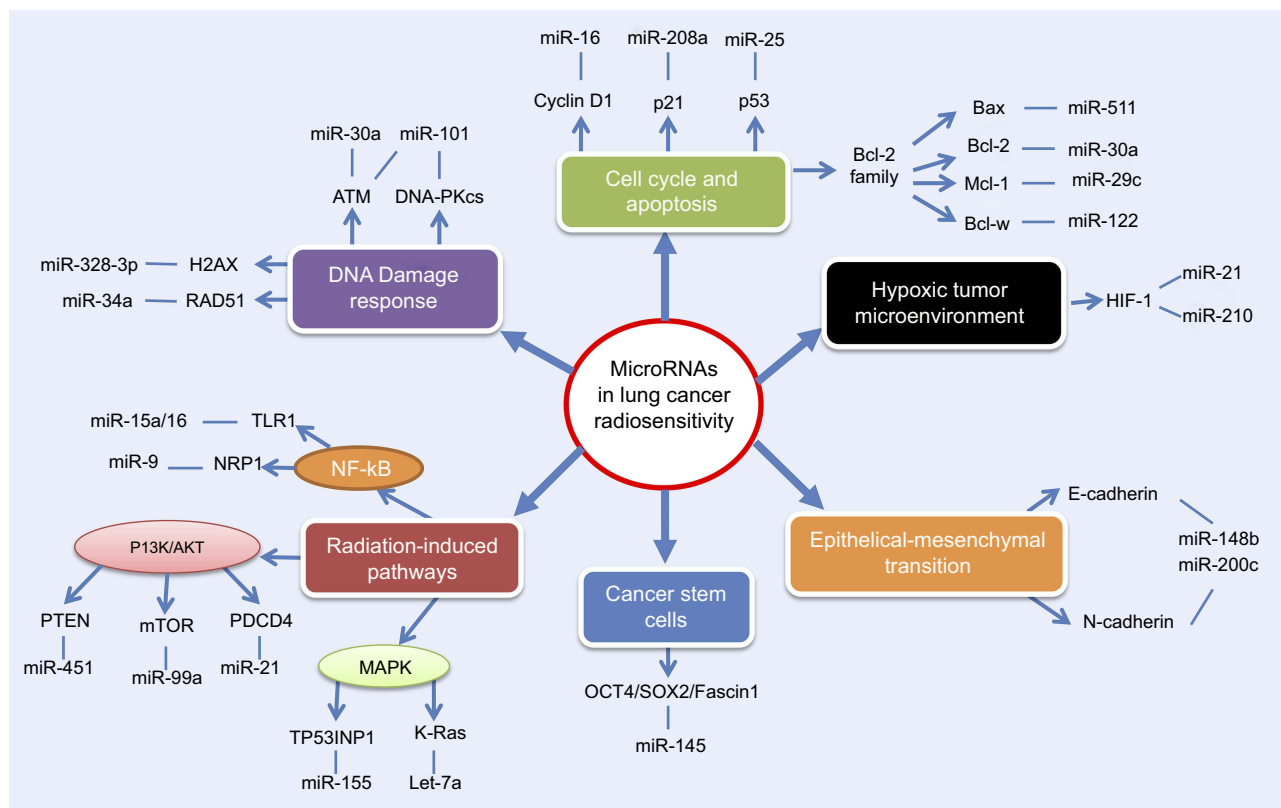 miR-16
miR-208a
miR-25
Cyclin D1
p21
p53
Cell cycle and
apoptosis
Bcl-2
family
Bax
miR-511
Bcl-2
miR-30a
Mcl-1
miR-29c
Bcl-w
miR-122
miR-30a
miR-101
ATM
DNA-PKcs
miR-328-3p
H2AX
miR-34a
RAD51
DNA Damage
response
Hypoxic tumor
microenvironment
HIF-1
miR-21
miR-210
MicroRNAs
in lung cancer
radiosensitivity
miR-15a/16
TLR1
miR-9
NRP1
NF-kB
P13K/AKT
Radiation-induced
pathways
PTEN
mTOR
PDCD4
miR-451
miR-99a
miR-21
MAPK
TP53INP1
K-Ras
miR-155
Let-7a
Cancer stem
cells
OCT4/SOX2/Fascin1
miR-145
Epithelical-mesenchymal
transition
E-cadherin
miR-148b
miR-200c
N-cadherin